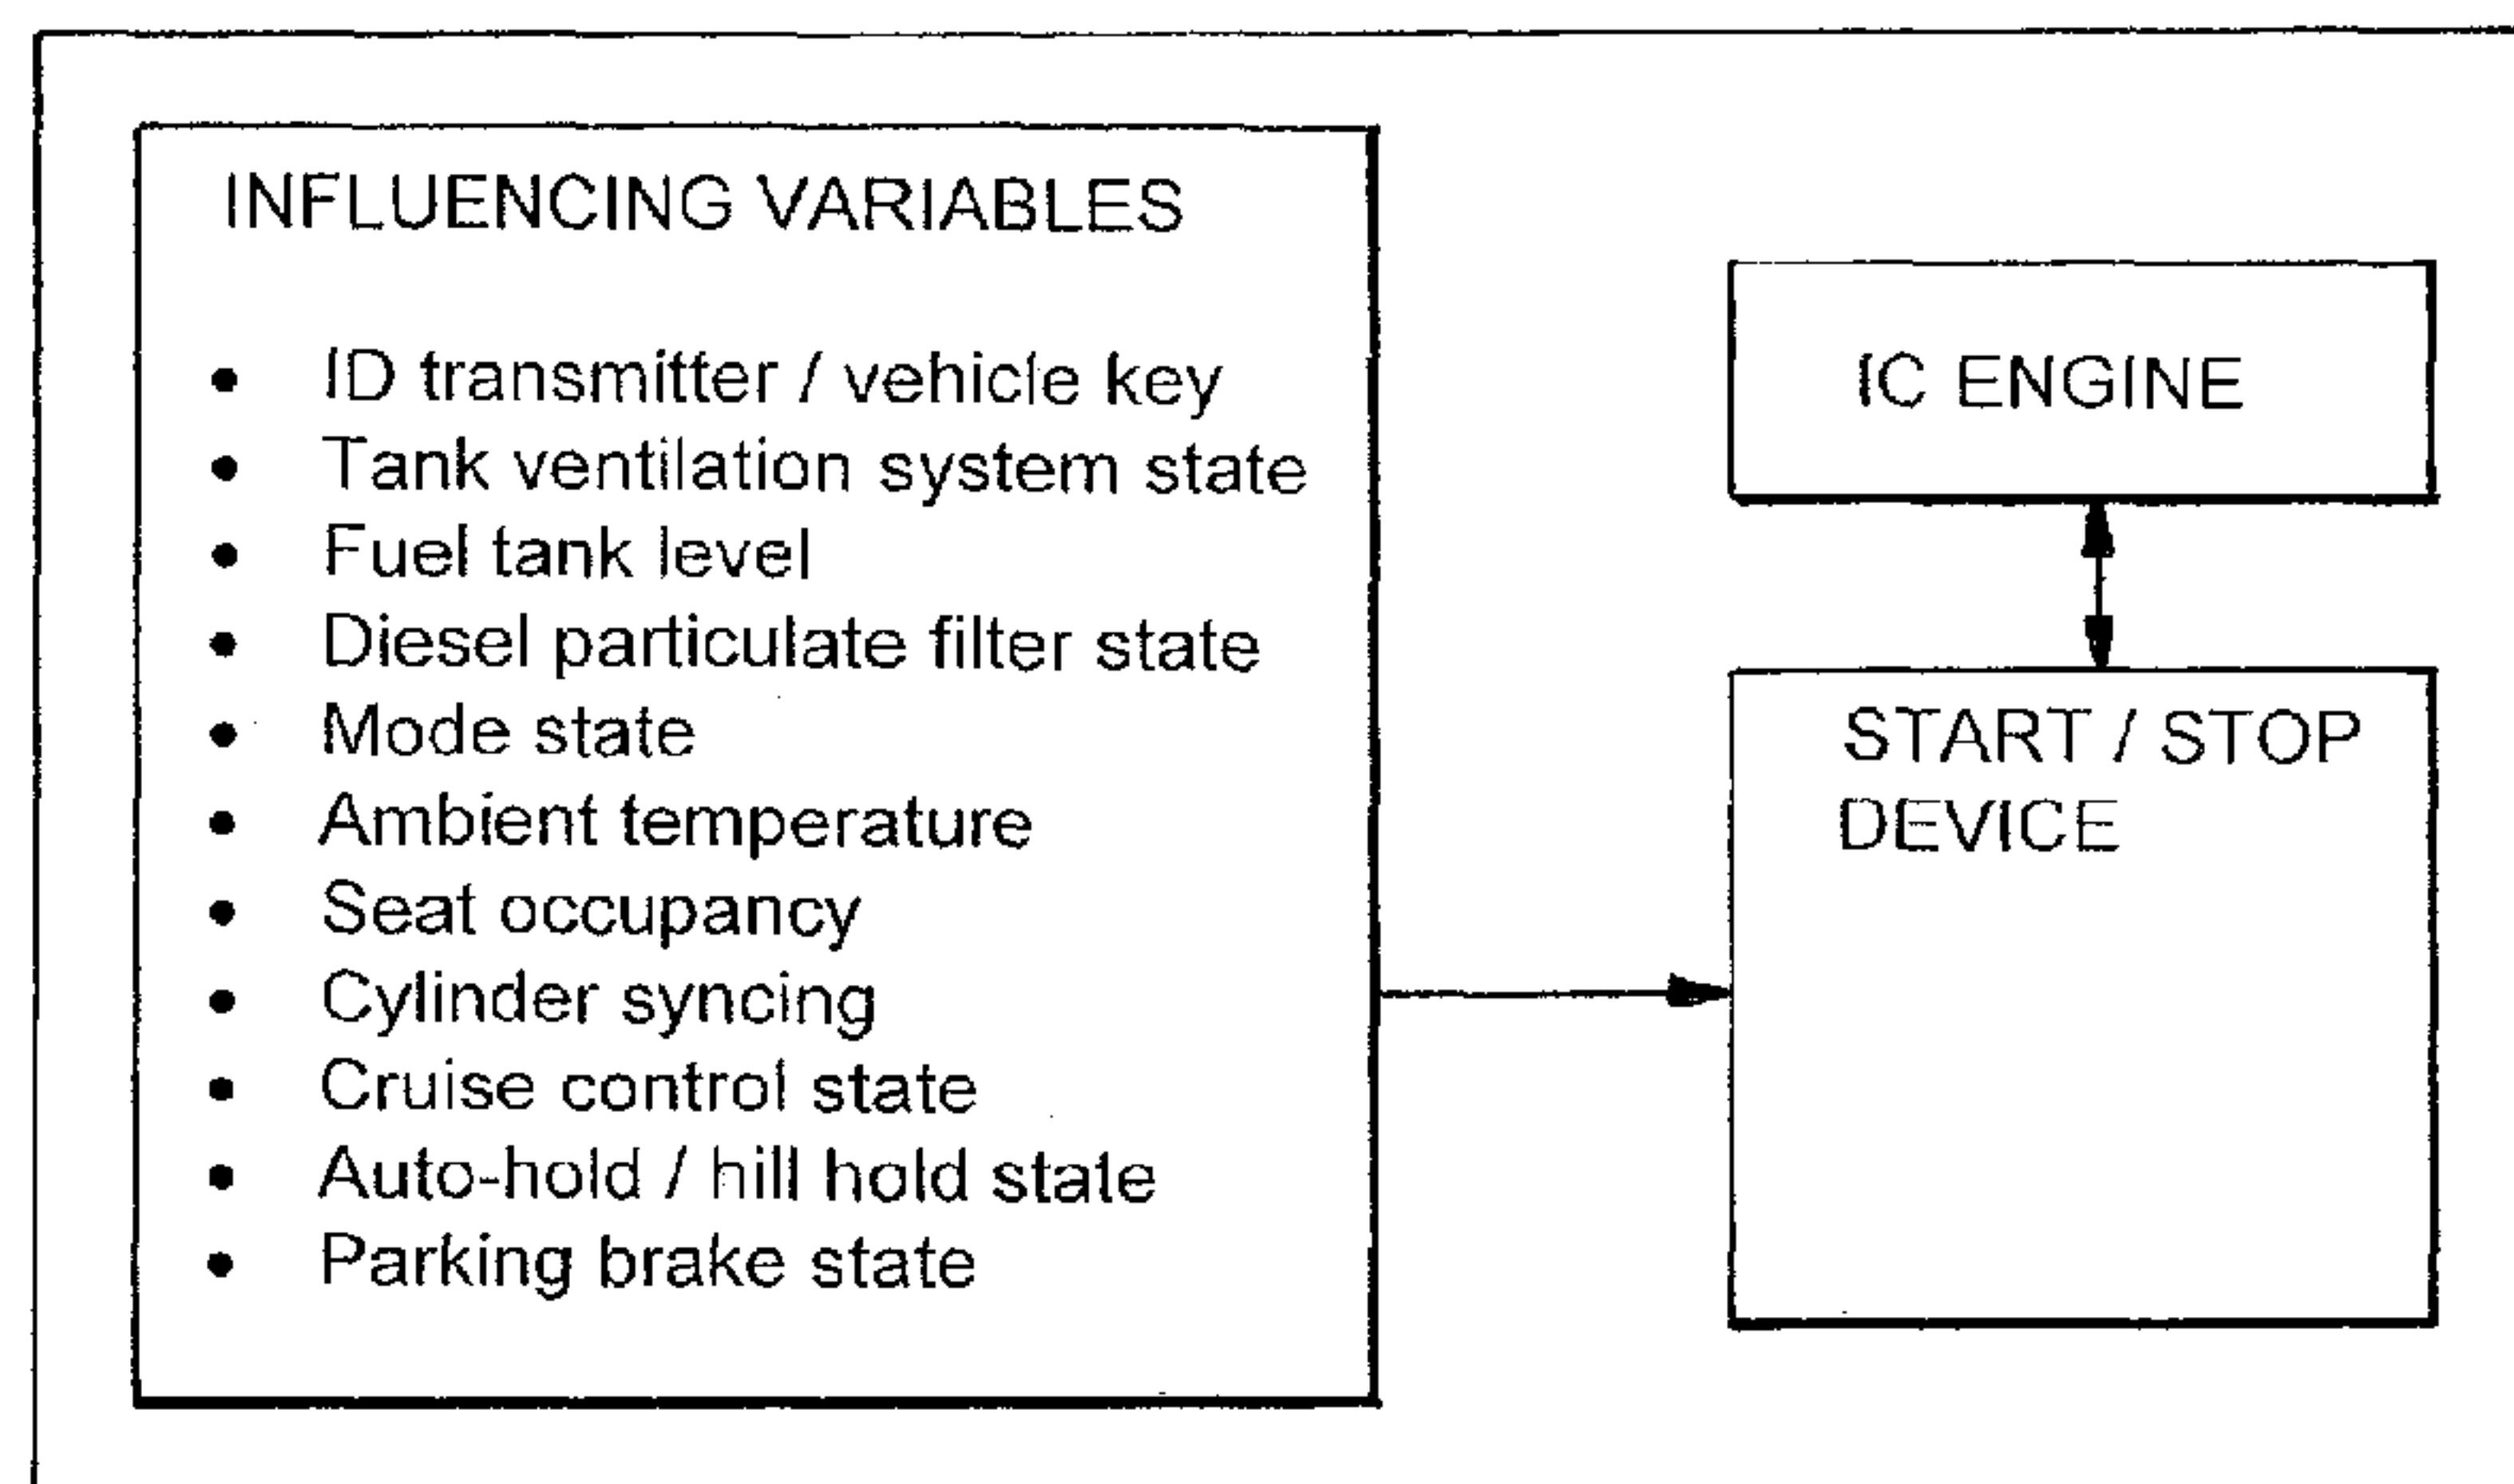 INFLUENCING VARIABLES
• ID transmitter / vehicle key
• Tank ventilation system state
• Fuel tank level
• Diesel particulate filter state
• Mode state
• Ambient temperature
• Seat occupancy
• Cylinder syncing
• Cruise control state
• Auto-hold / hill hold state
• Parking brake state
IC ENGINE
START / STOP
DEVICE